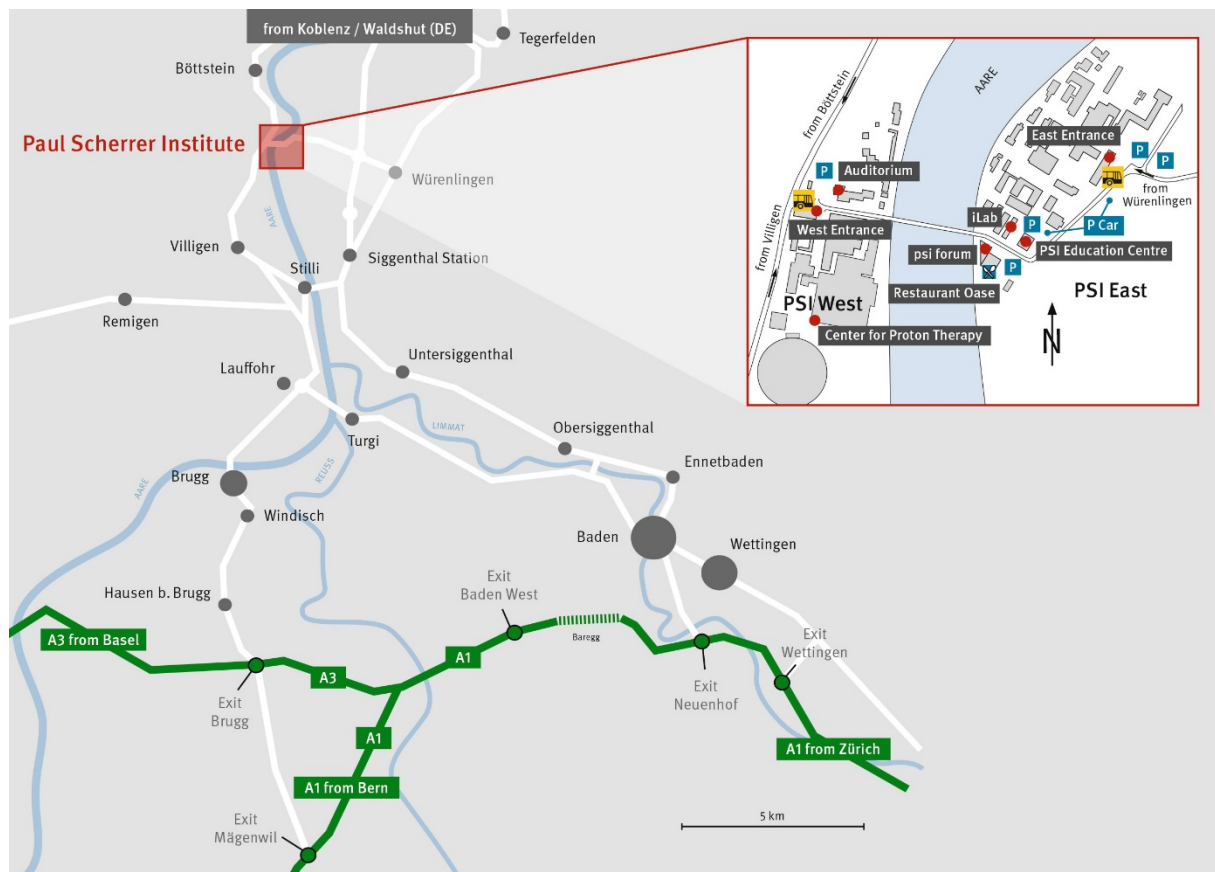 from Koblenz / Waldshut (DE)
Tegerfelden
Böttstein
Paul Scherrer Institute
Würenlingen
AARE
Villigen
Siggenthal Station
Stilli
Remigen
Untersiggenthal
Lauffohr
Turgi
LIMMAT
Obersiggenthal
Ennetbaden
AARE
REUSS
Brugg
Windisch
Baden
Wettingen
Hausen b. Brugg
Exit
Baden West
Baregg
Exit
Wettingen
A3 from Basel
A1
A3
Exit
Brugg
Exit
Neuenhof
A1
A1 from Zürich
A1 from Bern
Exit
Mägenwil
5 km
from Böttstein
AARE
East Entrance
P
P
P
Auditorium
from
Würenlingen
West Entrance
iLab
P
P Car
from Villigen
psi forum
PSI Education Centre
P
Restaurant Oase
PSI West
PSI East
N
Center for Proton Therapy